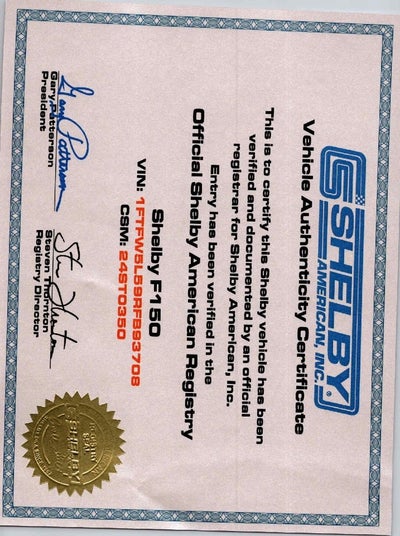 SHELBY
AMERICAN, INC.
Vehicle Authenticity Certificate
This is to certify this Shelby vehicle has been
verified and documented by an official
registrar for Shelby American, Inc.
Entry has been verified in the
Official Shelby American Registry
Shelby F150
VIN: 1FTFW5L59RFB93708
CSM: 24ST0350
Gary Patterson
President
Steven Thornton
Registry Director
SHELBY